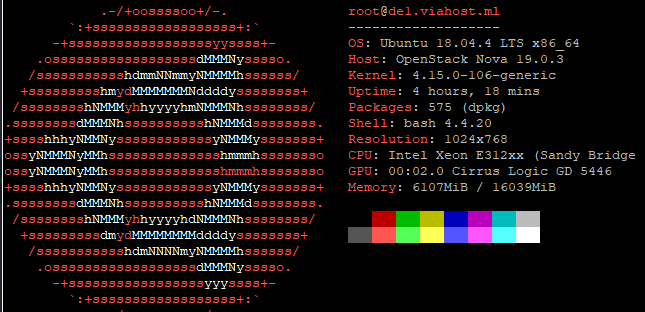 .-/+oossssoo+/-.
`:+ssssssssssssssssss+:`
-+ssssssssssssssssssyyssss+-
.ossssssssssssssssssdMMMNysssso.
/ssssssssssshdmmNNmmyNMMMMhssssss/
+ssssssssshmydMMMMMMMNddddyssssssss+
/sssssssshNMMMyhhyyyyhmNMMMNhssssssss/
.ssssssssdMMMNhsssssssssshNMMMdssssssss.
+sssshhhyNMMNyssssssssssssyNMMMysssssss+
ossyNMMMNyMMhsssssssssssssshmmmhssssssso
ossyNMMMNyMMhsssssssssssssshmmmhssssssso
+sssshhhyNMMNyssssssssssssyNMMMysssssss+
.ssssssssdMMMNhsssssssssshNMMMdssssssss.
/sssssssshNMMMyhhyyyyhdNMMMNhssssssss/
+sssssssssdmydMMMMMMMMddddyssssssss+
/ssssssssssshdmNNNNmyNMMMMhssssss/
.ossssssssssssssssssdMMMNysssso.
-+sssssssssssssssssyyyssss+-
`:+ssssssssssssssssss+:`
root@del.viahost.ml
-------------------
OS: Ubuntu 18.04.4 LTS x86_64
Host: OpenStack Nova 19.0.3
Kernel: 4.15.0-106-generic
Uptime: 4 hours, 18 mins
Packages: 575 (dpkg)
Shell: bash 4.4.20
Resolution: 1024x768
CPU: Intel Xeon E312xx (Sandy Bridge
GPU: 00:02.0 Cirrus Logic GD 5446
Memory: 6107MiB / 16039MiB